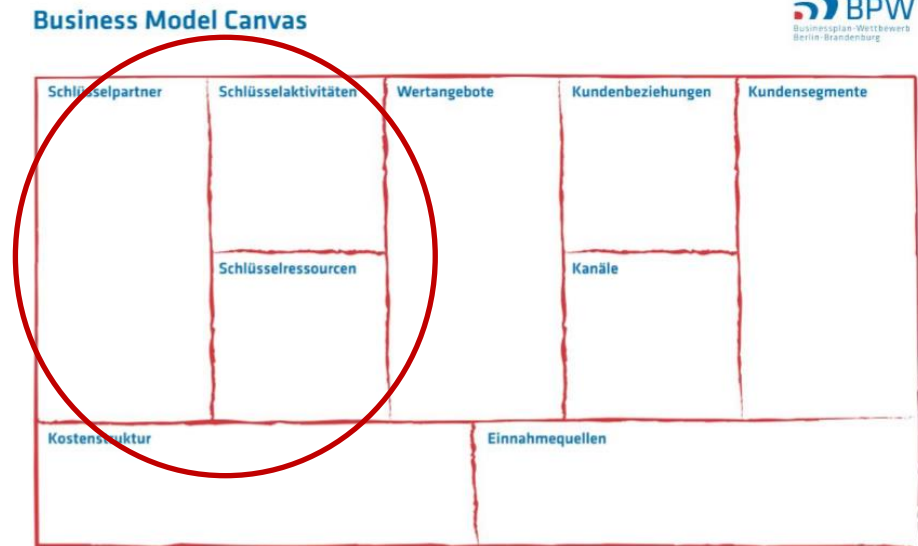 Business Model Canvas
BPW
Businessplan-Wettbewerb
Berlin-Brandenburg
Schlüsselpartner
Schlüsselaktivitäten
Wertangebote
Kundenbeziehungen
Kundensegmente
Schlüsselressourcen
Kanäle
Kostenstruktur
Einnahmequellen